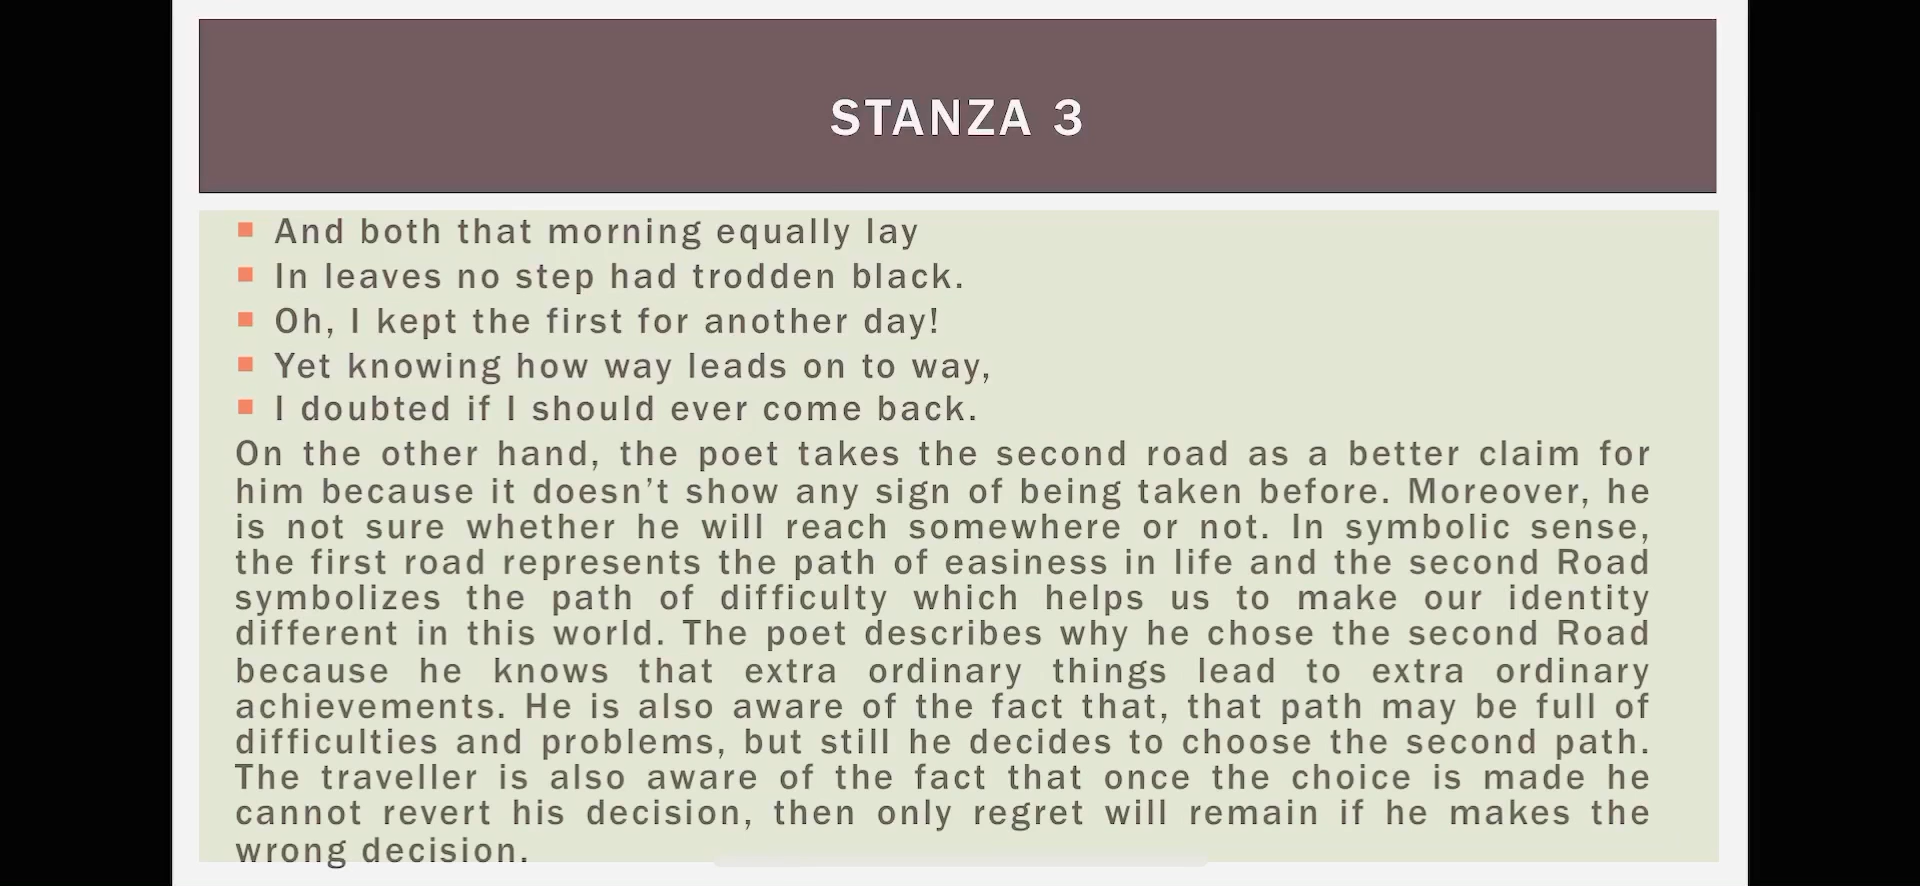 STANZA 3
And both that morning equally lay
In leaves no step had trodden black.
Oh, I kept the first for another day!
Yet knowing how way leads on to way,
I doubted if I should ever come back.
On the other hand, the poet takes the second road as a better claim for
him because it doesn’t show any sign of being taken before. Moreover, he
is not sure whether he will reach somewhere or not. In symbolic sense,
the first road represents the path of easiness in life and the second Road
symbolizes the path of difficulty which helps us to make our identity
different in this world. The poet describes why he chose the second Road
because he knows that extra ordinary things lead to extra ordinary
achievements. He is also aware of the fact that, that path may be full of
difficulties and problems, but still he decides to choose the second path.
The traveller is also aware of the fact that once the choice is made he
cannot revert his decision, then only regret will remain if he makes the
wrong decision.